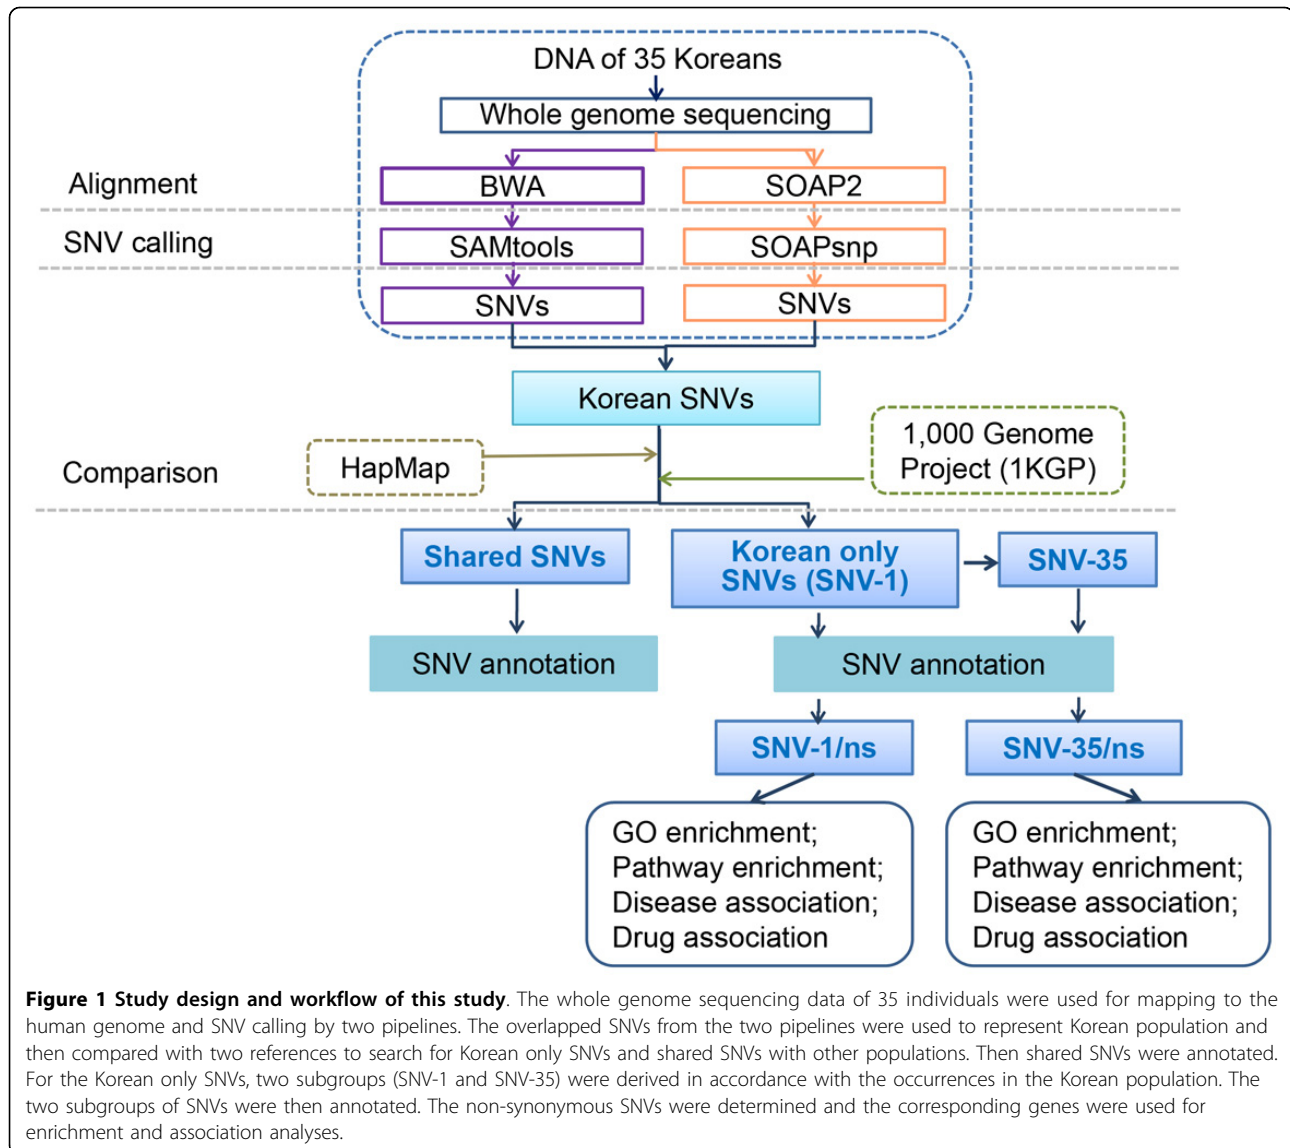 DNA of 35 Koreans
Whole genome sequencing
Alignment
BWA
SOAP2
SNV calling
SAMtools
SOAPsnp
SNVs
SNVs
Korean SNVs
Comparison
HapMap
1,000 Genome
Project (1KGP)
Shared SNVs
Korean only
SNVs (SNV-1)
SNV-35
SNV annotation
SNV annotation
SNV-1/ns
SNV-35/ns
GO enrichment;
Pathway enrichment;
Disease association;
Drug association
GO enrichment;
Pathway enrichment;
Disease association;
Drug association
Figure 1 Study design and workflow of this study. The whole genome sequencing data of 35 individuals were used for mapping to the
human genome and SNV calling by two pipelines. The overlapped SNVs from the two pipelines were used to represent Korean population and
then compared with two references to search for Korean only SNVs and shared SNVs with other populations. Then shared SNVs were annotated.
For the Korean only SNVs, two subgroups (SNV-1 and SNV-35) were derived in accordance with the occurrences in the Korean population. The
two subgroups of SNVs were then annotated. The non-synonymous SNVs were determined and the corresponding genes were used for
enrichment and association analyses.